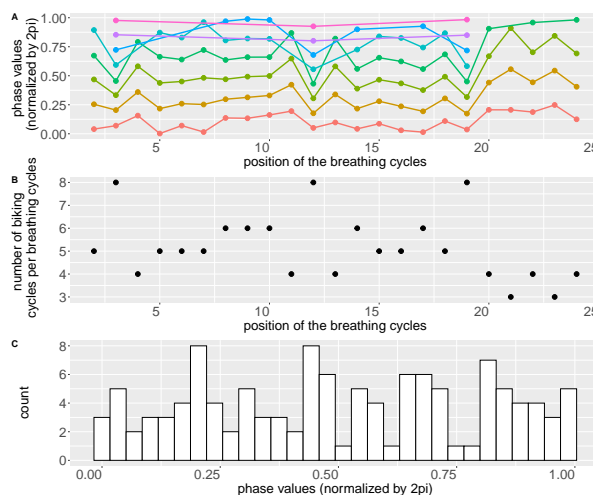 A
1.00
0.75
0.50
0.25
0.00
phase values
(normalized by 2pi)
5 10 15 20 25
position of the breathing cycles
B
8
7
6
5
4
3
number of biking
cycles per breathing cycles
5 10 15 20 25
position of the breathing cycles
C
8
6
4
2
0
count
0.00 0.25 0.50 0.75 1.00
phase values (normalized by 2pi)